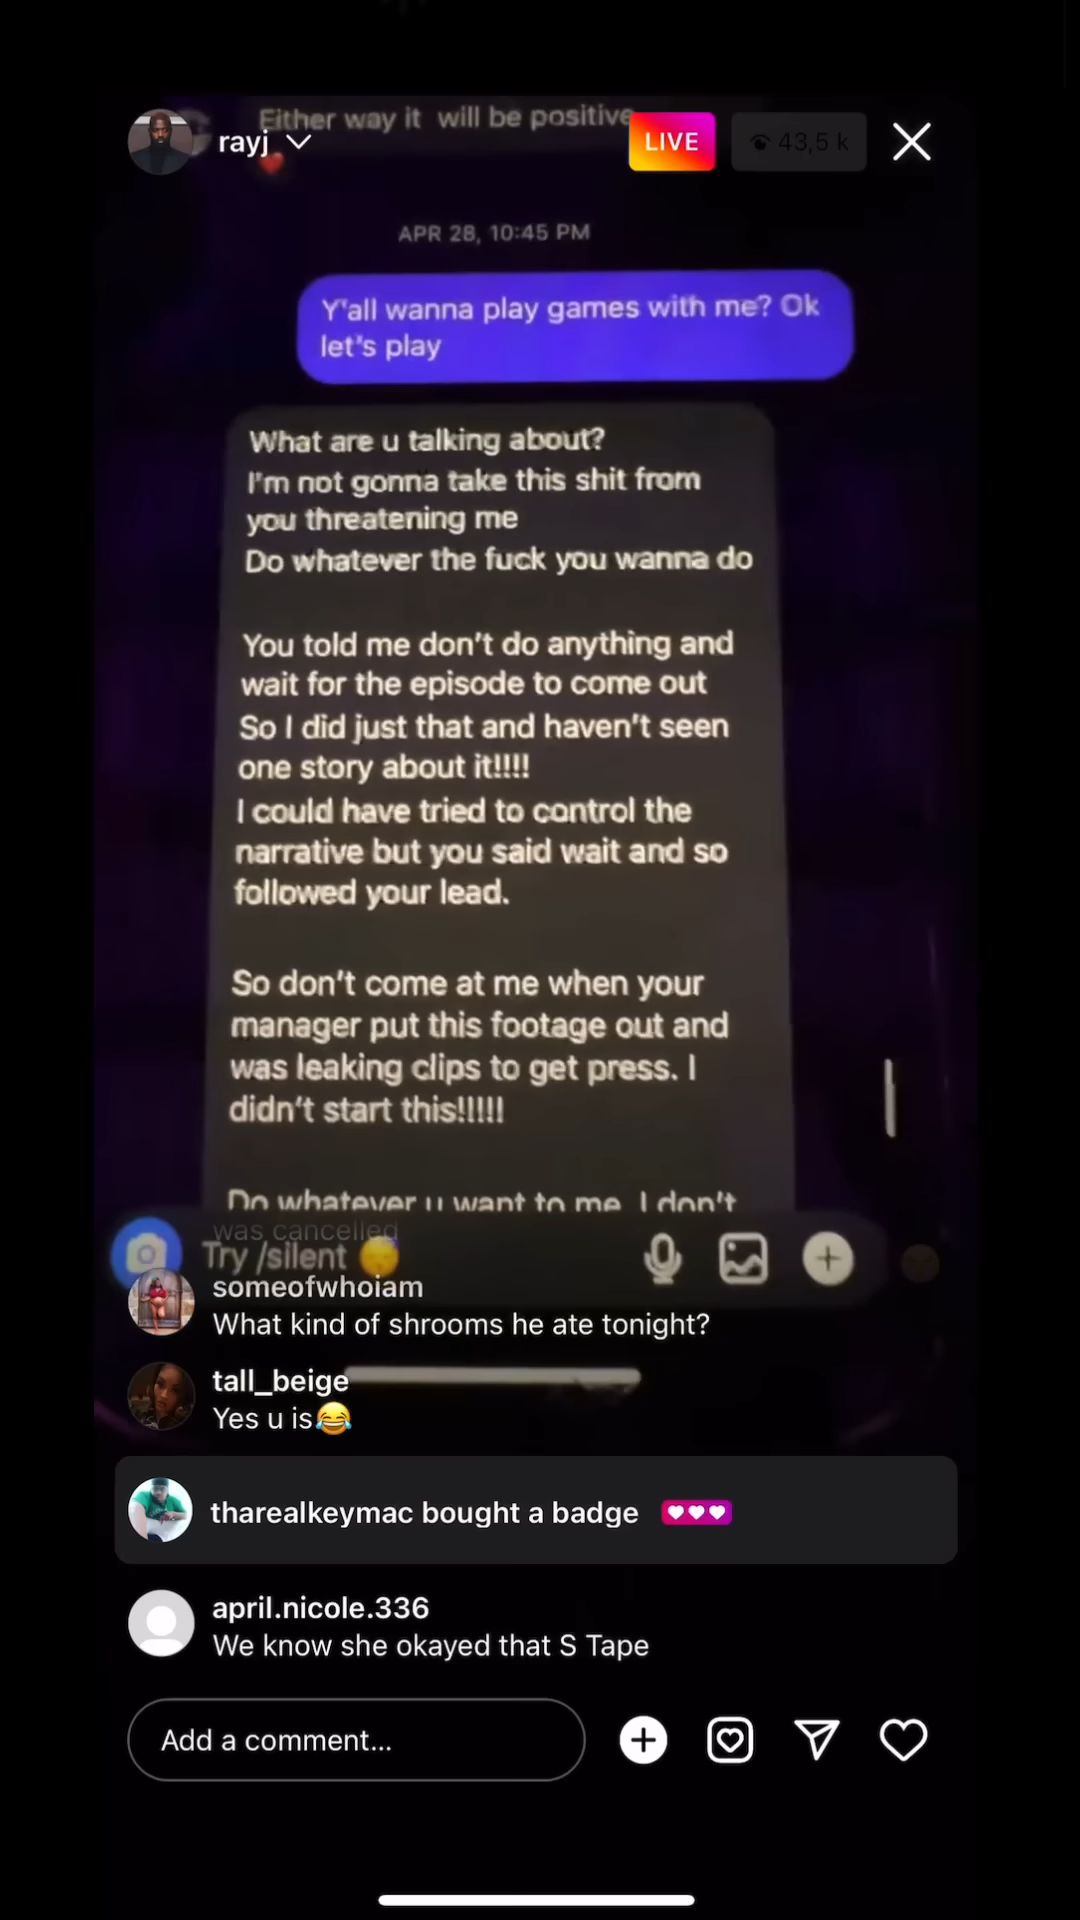 Either way it will be positive
rayj
LIVE
43,5 k
APR 28, 10:45 PM
Y'all wanna play games with me? Ok
let's play
What are u talking about?
I'm not gonna take this shit from
you threatening me
Do whatever the fuck you wanna do
You told me don't do anything and
wait for the episode to come out
So I did just that and haven't seen
one story about it!!!!
I could have tried to control the
narrative but you said wait and so
followed your lead.
So don't come at me when your
manager put this footage out and
was leaking clips to get press. I
didn't start this!!!!!
Do whatever u want to me I don't
was cancelled
Try /silent 😴
someofwhoiam
What kind of shrooms he ate tonight?
tall_beige
Yes u is😂
tharealkeymac bought a badge
april.nicole.336
We know she okayed that S Tape
Add a comment...